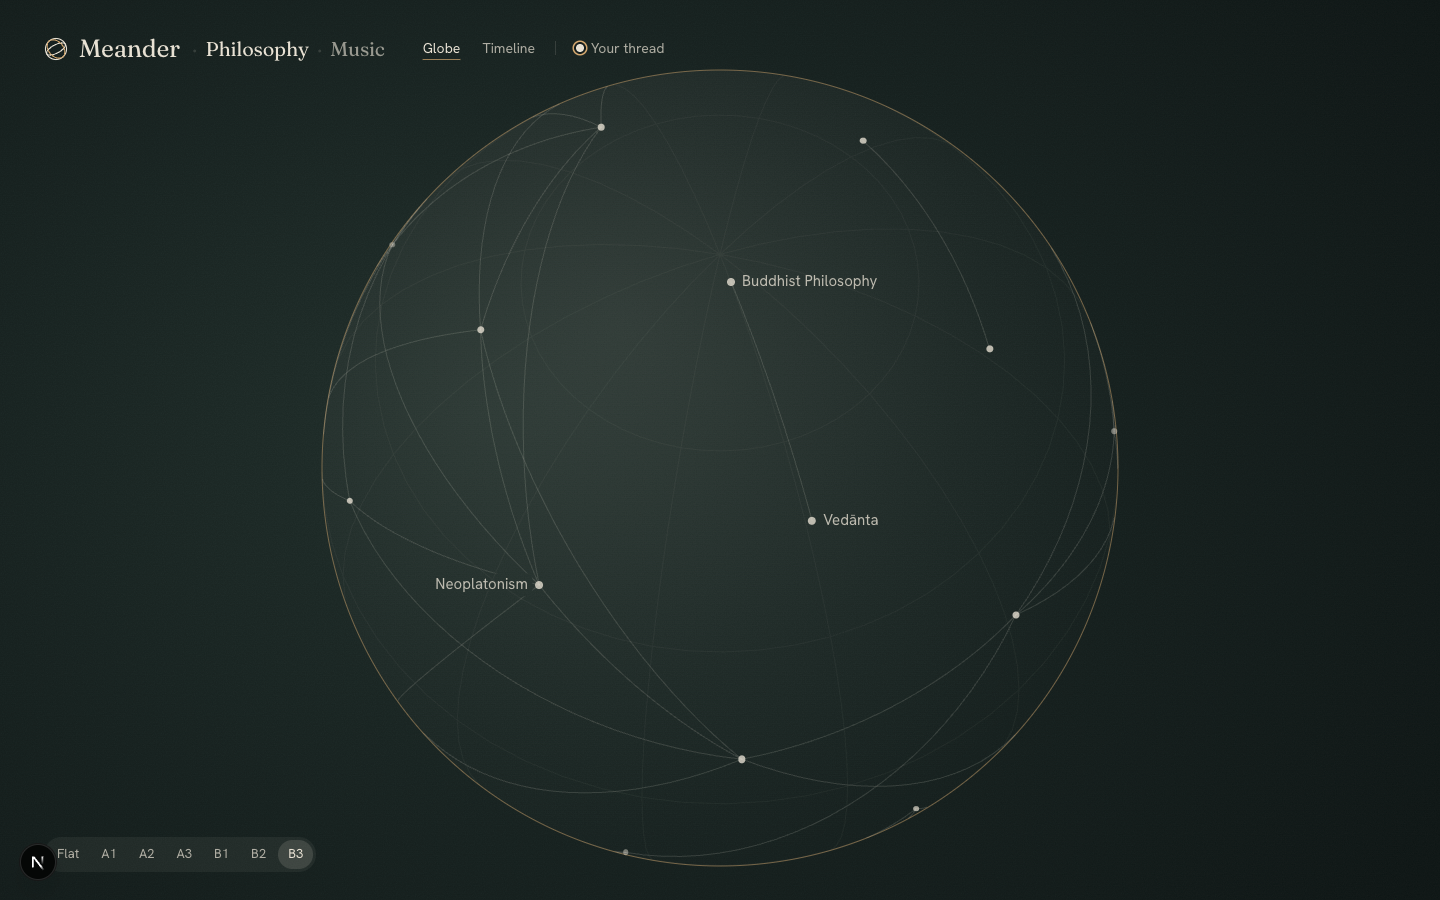 Meander · Philosophy · Music Globe Timeline Your thread
Buddhist Philosophy
Vedānta
Neoplatonism
Flat A1 A2 A3 B1 B2 B3
N